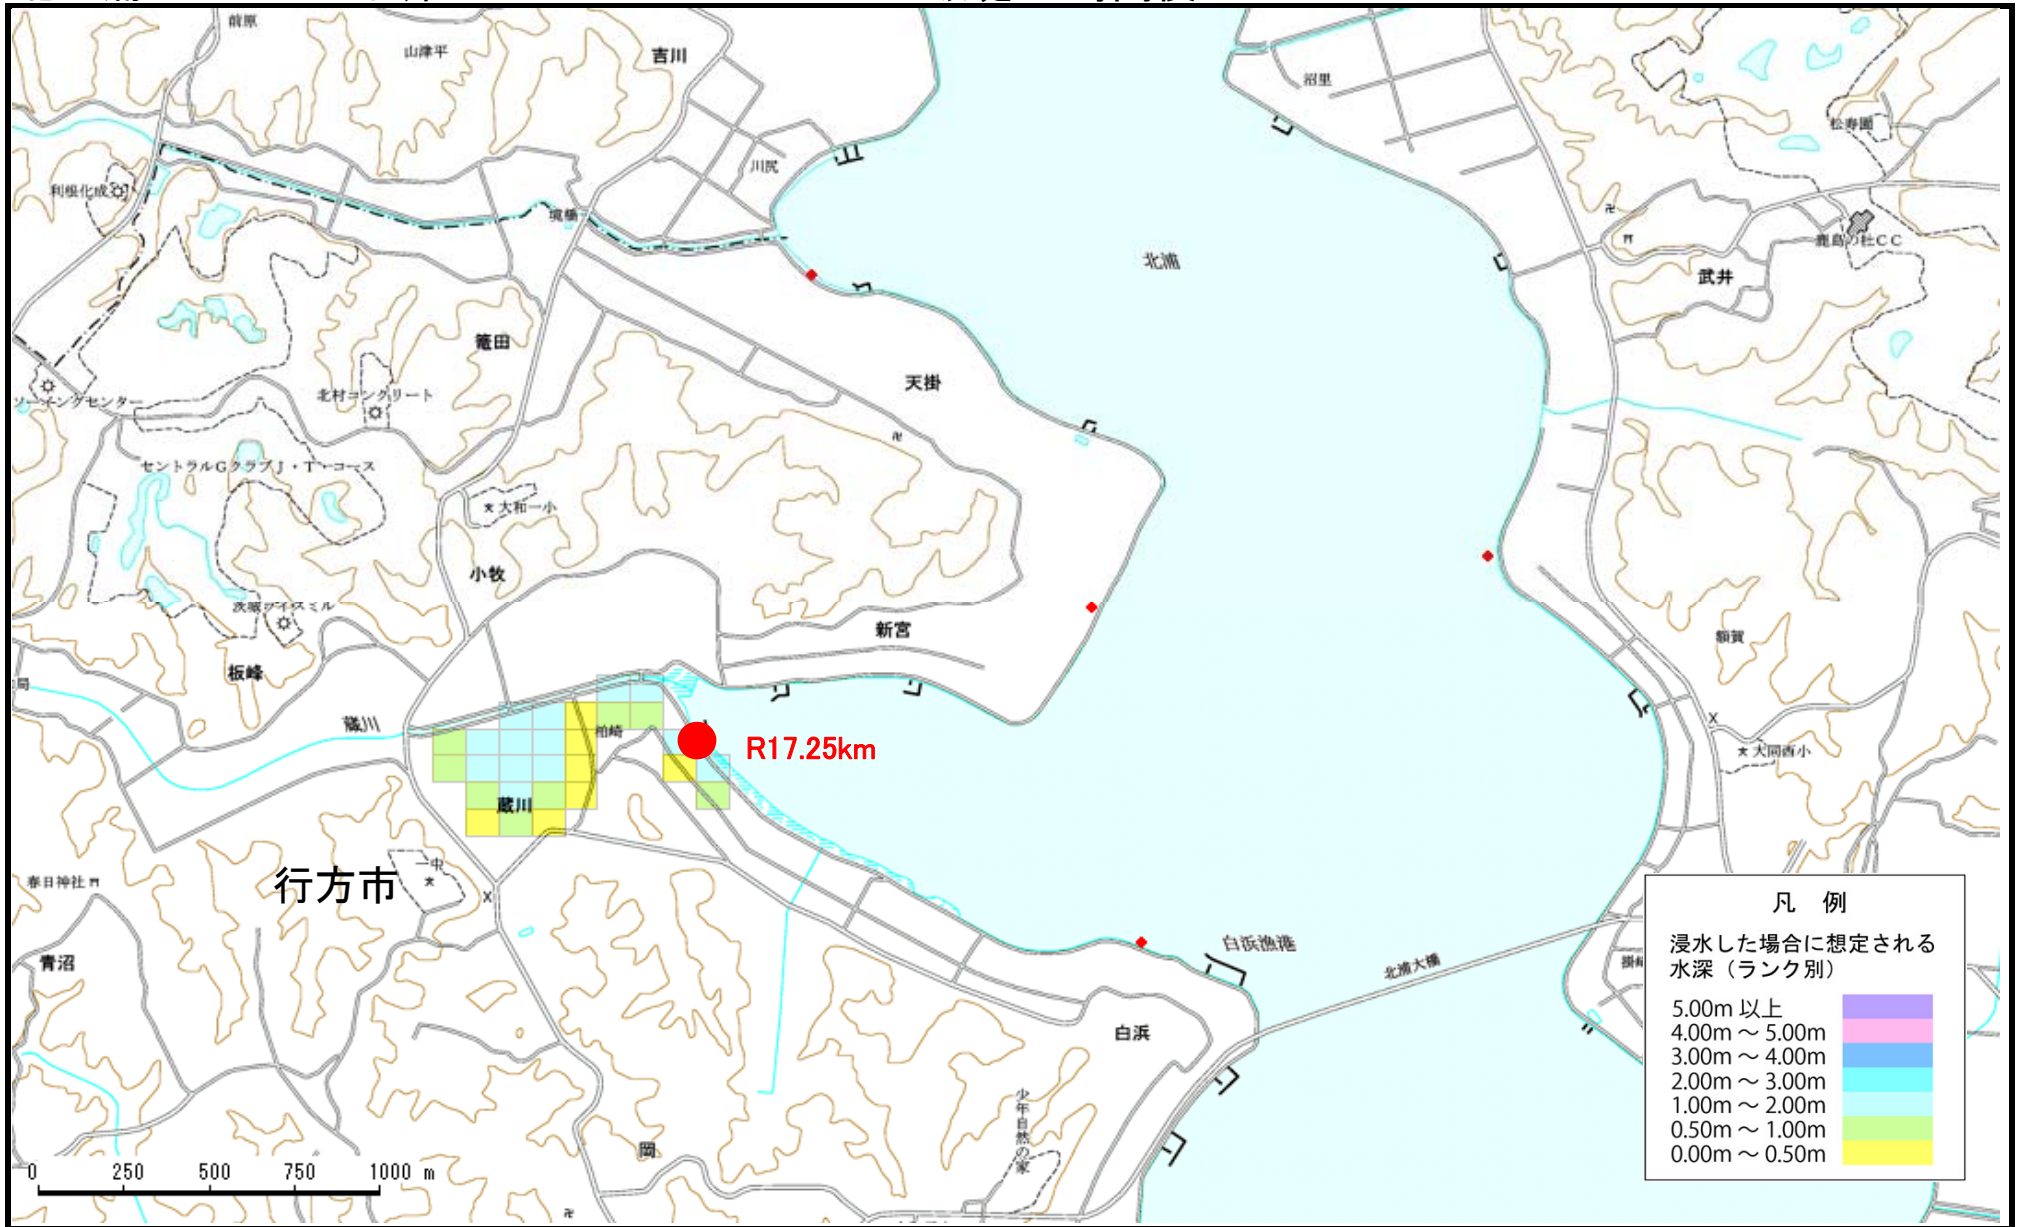 前原
山津平
吉川
沼里
松寿園
川尻
利根化成
境橋
鹿島の杜CC
北浦
武井
篭田
天掛
北村コンクリート
ソーイングセンター
セントラルGクラブJ・T・コース
大和一小
小牧
茨城ライスミル
新宮
額賀
板峰
局
蔵川
柏崎
R17.25km
大同西小
蔵川
一中
行方市
春日神社
青沼
白浜漁港
北浦大橋
白浜
少年自然の家
岡
凡 例
浸水した場合に想定される
水深（ランク別）
5.00m 以上
4.00m ～ 5.00m
3.00m ～ 4.00m
2.00m ～ 3.00m
1.00m ～ 2.00m
0.50m ～ 1.00m
0.00m ～ 0.50m
0 250 500 750 1000 m